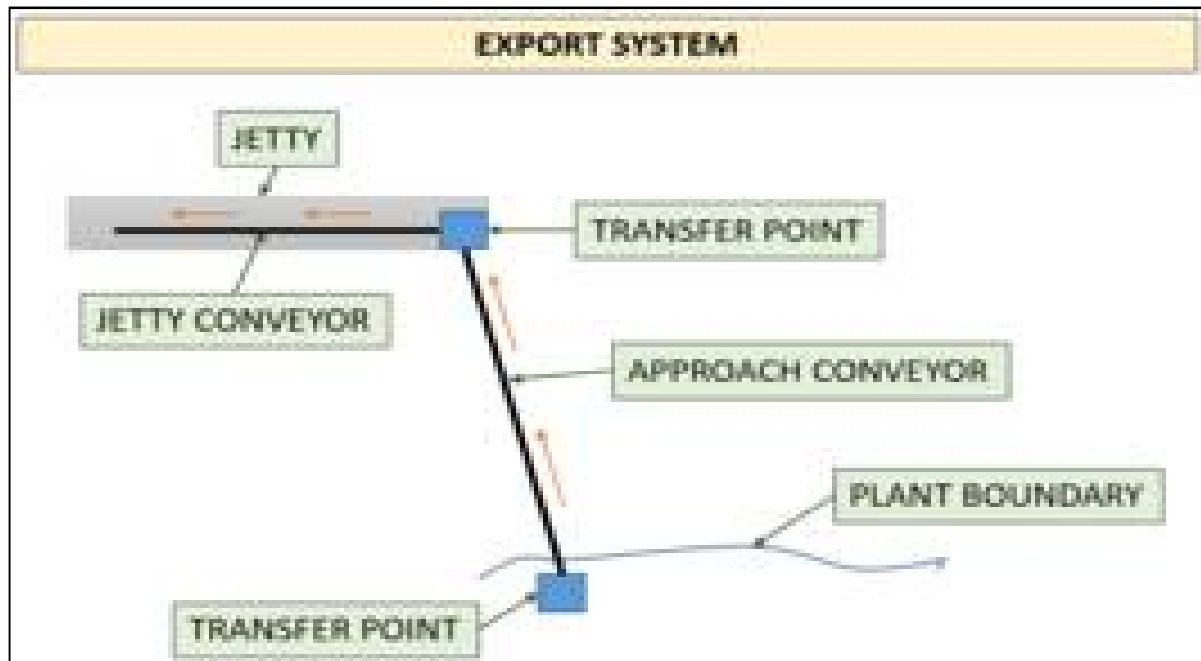 EXPORT SYSTEM
JETTY
TRANSFER POINT
JETTY CONVEYOR
APPROACH CONVEYOR
PLANT BOUNDARY
TRANSFER POINT